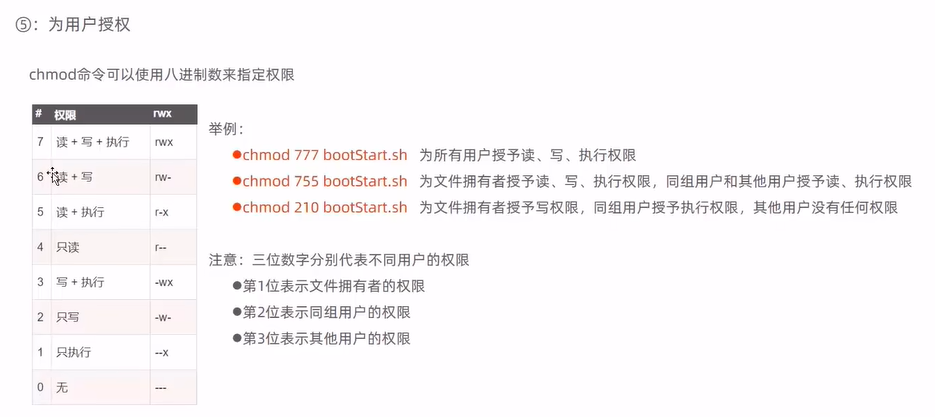 ⑤：为用户授权
chmod命令可以使用八进制数来指定权限
# 权限 rwx
7 读 + 写 + 执行 rwx
6 读 + 写 rw-
5 读 + 执行 r-x
4 只读 r--
3 写 + 执行 -wx
2 只写 -w-
1 只执行 --x
0 无 ---
举例：
●chmod 777 bootStart.sh 为所有用户授予读、写、执行权限
●chmod 755 bootStart.sh 为文件拥有者授予读、写、执行权限，同组用户和其他用户授予读、执行权限
●chmod 210 bootStart.sh 为文件拥有者授予写权限，同组用户授予执行权限，其他用户没有任何权限
注意：三位数字分别代表不同用户的权限
●第1位表示文件拥有者的权限
●第2位表示同组用户的权限
●第3位表示其他用户的权限